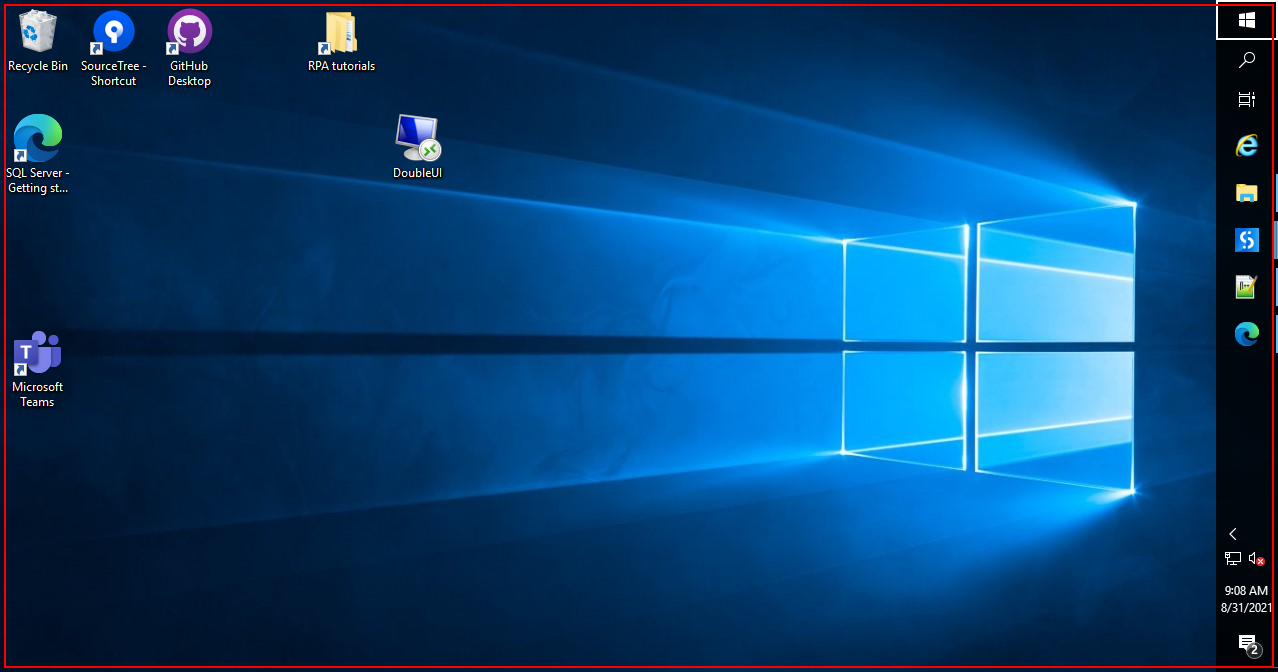 Recycle Bin
SourceTree -
Shortcut
GitHub
Desktop
RPA tutorials
SQL Server -
Getting st...
DoubleUI
Microsoft
Teams
T
9:08 AM
8/31/2021
2